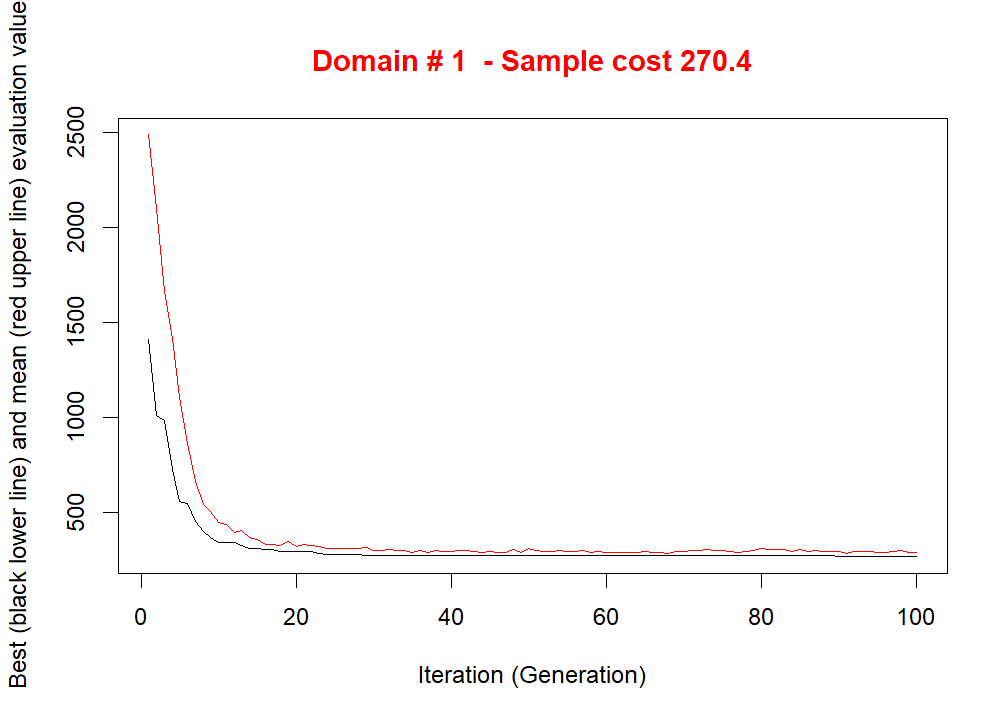 Domain # 1  - Sample cost 270.4
Best (black lower line) and mean (red upper line) evaluation value
2500
2000
1500
1000
500
0 20 40 60 80 100
Iteration (Generation)